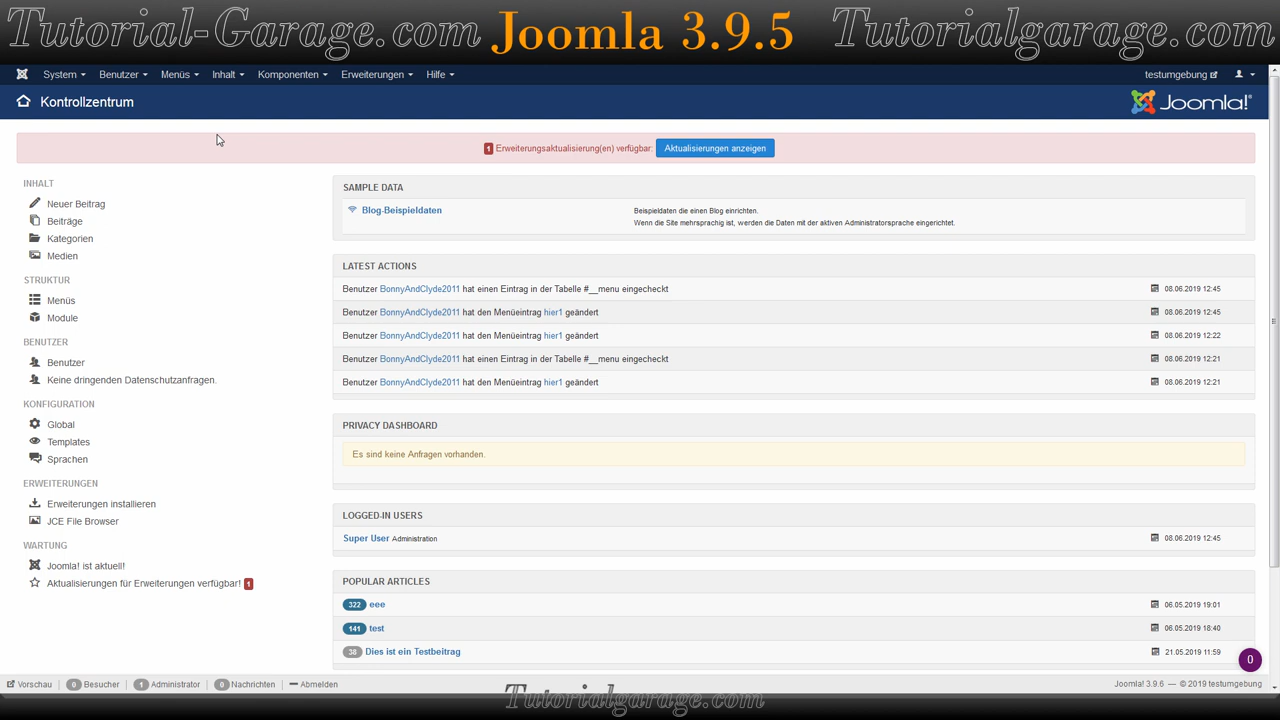 Tutorial-Garage.com Joomla 3.9.5 Tutorialgarage.com
System Benutzer Menüs Inhalt Komponenten Erweiterungen Hilfe testumgebung
Kontrollzentrum Joomla!®
1 Erweiterungsaktualisierung(en) verfügbar: Aktualisierungen anzeigen
INHALT
Neuer Beitrag
Beiträge
Kategorien
Medien
STRUKTUR
Menüs
Module
BENUTZER
Benutzer
Keine dringenden Datenschutzanfragen.
KONFIGURATION
Global
Templates
Sprachen
ERWEITERUNGEN
Erweiterungen installieren
JCE File Browser
WARTUNG
Joomla! ist aktuell!
Aktualisierungen für Erweiterungen verfügbar! 1
SAMPLE DATA
Blog-Beispieldaten Beispieldaten die einen Blog einrichten.
Wenn die Site mehrsprachig ist, werden die Daten mit der aktiven Administratorsprache eingerichtet.
LATEST ACTIONS
Benutzer BonnyAndClyde2011 hat einen Eintrag in der Tabelle #__menu eingecheckt 08.06.2019 12:45
Benutzer BonnyAndClyde2011 hat den Menüeintrag hier1 geändert 08.06.2019 12:45
Benutzer BonnyAndClyde2011 hat den Menüeintrag hier1 geändert 08.06.2019 12:22
Benutzer BonnyAndClyde2011 hat einen Eintrag in der Tabelle #__menu eingecheckt 08.06.2019 12:21
Benutzer BonnyAndClyde2011 hat den Menüeintrag hier1 geändert 08.06.2019 12:21
PRIVACY DASHBOARD
Es sind keine Anfragen vorhanden.
LOGGED-IN USERS
Super User Administration 08.06.2019 12:45
POPULAR ARTICLES
322 eee 06.05.2019 19:01
141 test 06.05.2019 18:40
38 Dies ist ein Testbeitrag 21.05.2019 11:59
0
Vorschau 0 Besucher 1 Administrator 0 Nachrichten Abmelden Joomla! 3.9.6 — © 2019 testumgebung
Tutorialgarage.com